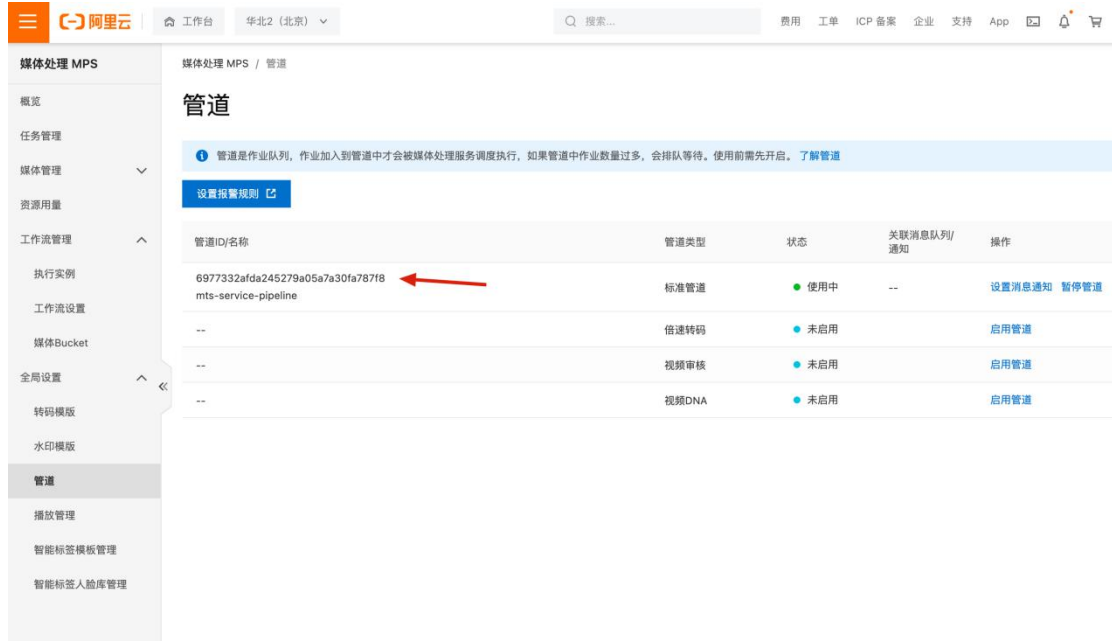 阿里云 工作台 华北2（北京） 搜索... 费用 工单 ICP 备案 企业 支持 App
媒体处理 MPS
概览
任务管理
媒体管理
资源用量
工作流管理
执行实例
工作流设置
媒体Bucket
全局设置
转码模版
水印模版
管道
播放管理
智能标签模板管理
智能标签人脸库管理
媒体处理 MPS / 管道
管道
管道是作业队列，作业加入到管道中才会被媒体处理服务调度执行，如果管道中作业数量过多，会排队等待。使用前需先开启。 了解管道
设置报警规则
管道ID/名称 管道类型 状态 关联消息队列/
通知 操作
6977332afda245279a05a7a30fa787f8
mts-service-pipeline 标准管道 使用中 -- 设置消息通知 暂停管道
-- 倍速转码 未启用 启用管道
-- 视频审核 未启用 启用管道
-- 视频DNA 未启用 启用管道